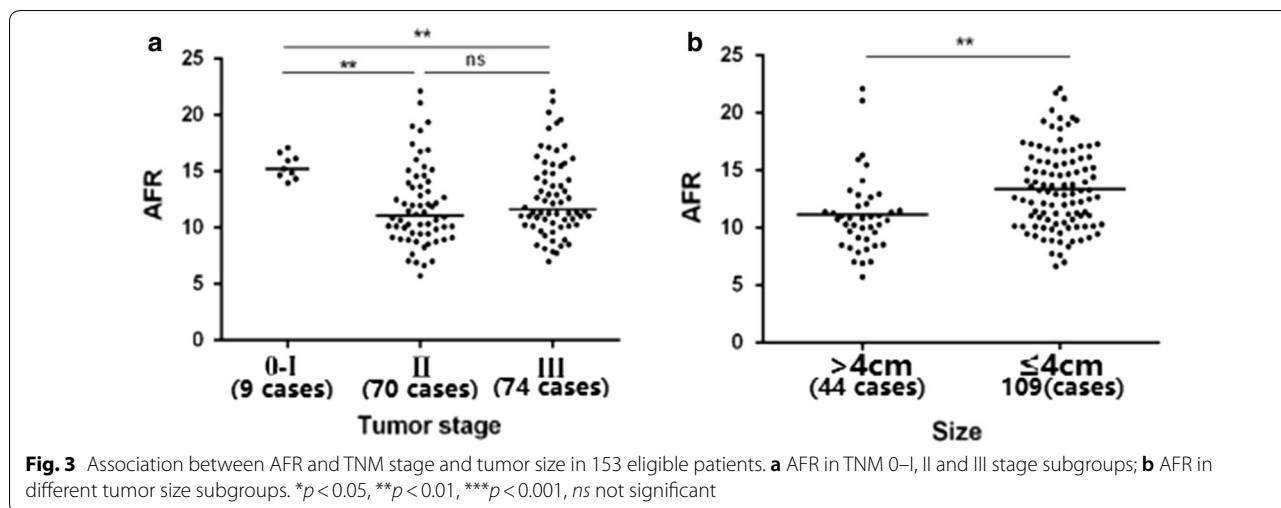 a
**
** ns
25
20
15
10
5
0
AFR
0-I II III
(9 cases) (70 cases) (74 cases)
Tumor stage
b
**
25
20
15
10
5
0
AFR
>4cm ≤4cm
(44 cases) 109(cases)
Size
Fig. 3 Association between AFR and TNM stage and tumor size in 153 eligible patients. a AFR in TNM 0–I, II and III stage subgroups; b AFR in
different tumor size subgroups. *p < 0.05, **p < 0.01, ***p < 0.001, ns not significant